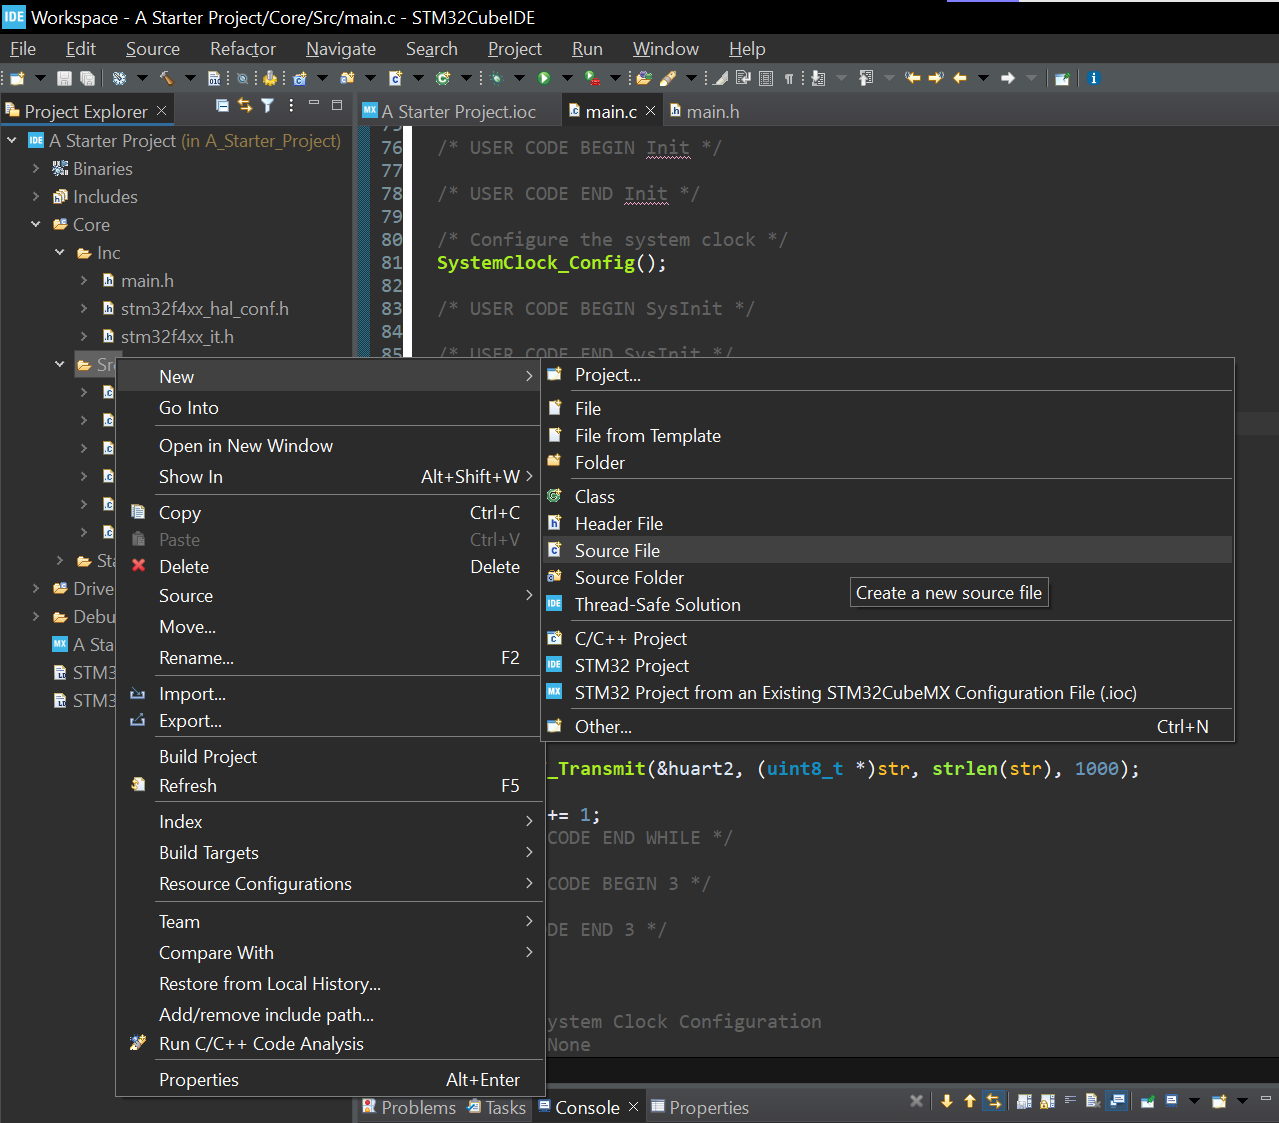 IDE Workspace - A Starter Project/Core/Src/main.c - STM32CubeIDE
File Edit Source Refactor Navigate Search Project Run Window Help
Project Explorer
MX A Starter Project.ioc
main.c
main.h
IDE A Starter Project (in A_Starter_Project)
Binaries
Includes
Core
Inc
main.h
stm32f4xx_hal_conf.h
stm32f4xx_it.h
Sr
Sta
Drive
Debu
MX A Sta
STM3
STM3
75
76 /* USER CODE BEGIN Init */
77
78 /* USER CODE END Init */
79
80 /* Configure the system clock */
81 SystemClock_Config();
82
83 /* USER CODE BEGIN SysInit */
84
85 /* USER CODE END SysInit */
New
Go Into
Open in New Window
Show In Alt+Shift+W
Copy Ctrl+C
Paste Ctrl+V
Delete Delete
Source
Move...
Rename... F2
Import...
Export...
Build Project
Refresh F5
Index
Build Targets
Resource Configurations
Team
Compare With
Restore from Local History...
Add/remove include path...
Run C/C++ Code Analysis
Properties Alt+Enter
Project...
File
File from Template
Folder
Class
Header File
Source File
Source Folder
IDE Thread-Safe Solution
Create a new source file
C/C++ Project
IDE STM32 Project
MX STM32 Project from an Existing STM32CubeMX Configuration File (.ioc)
Other... Ctrl+N
_Transmit(&huart2, (uint8_t *)str, strlen(str), 1000);
+= 1;
CODE END WHILE */
CODE BEGIN 3 */
DE END 3 */
ystem Clock Configuration
None
Problems Tasks Console Properties